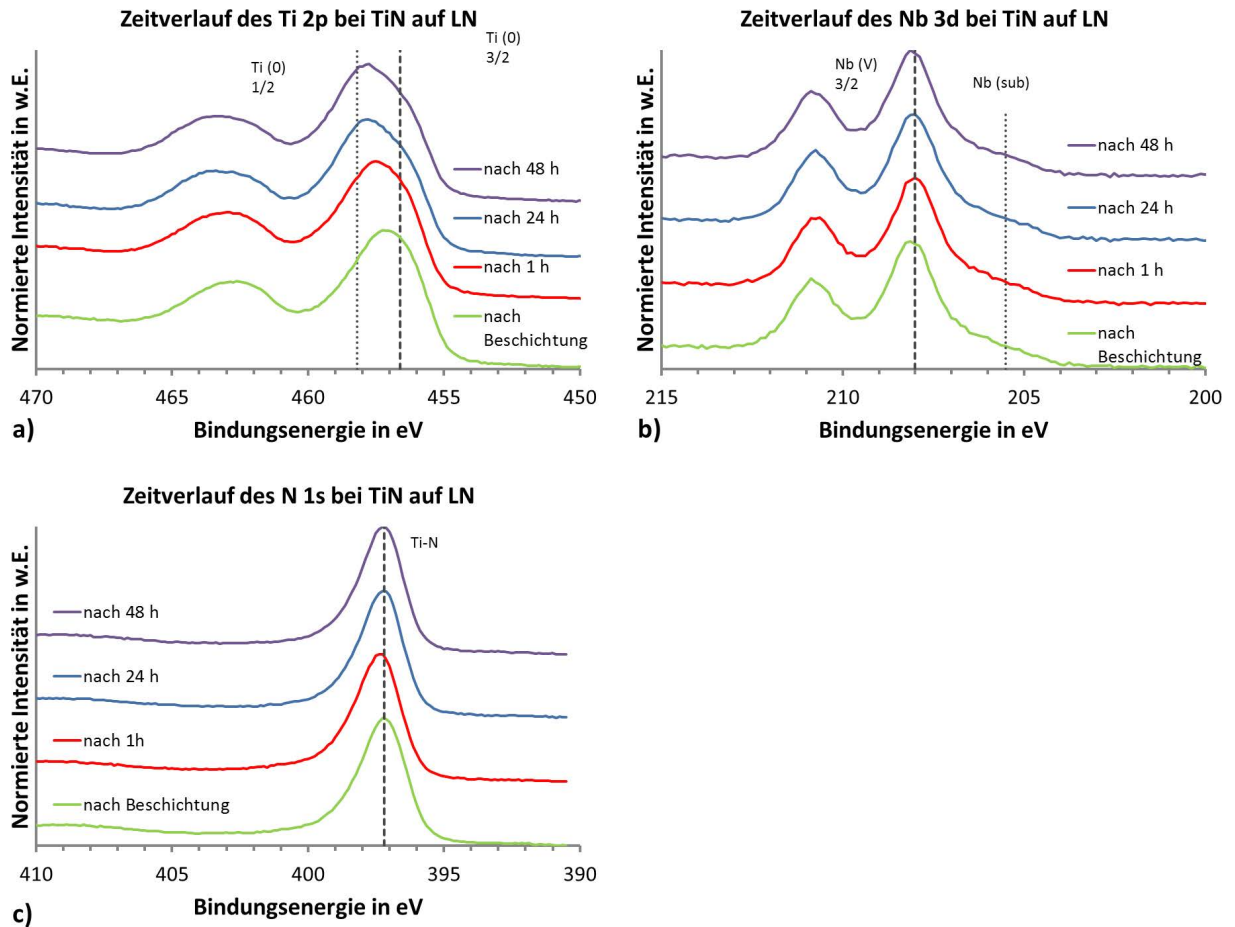 Zeitverlauf des Ti 2p bei TiN auf LN
Ti (0)
3/2
Ti (0)
1/2
Normierte Intensität in w.E.
nach 48 h
nach 24 h
nach 1 h
nach
Beschichtung
470 465 460 455 450
Bindungsenergie in eV
a)
Zeitverlauf des Nb 3d bei TiN auf LN
Nb (V)
3/2
Nb (sub)
Normierte Intensität in w.E.
nach 48 h
nach 24 h
nach 1 h
nach
Beschichtung
215 210 205 200
Bindungsenergie in eV
b)
Zeitverlauf des N 1s bei TiN auf LN
Ti-N
Normierte Intensität in w.E.
nach 48 h
nach 24 h
nach 1h
nach Beschichtung
410 405 400 395 390
Bindungsenergie in eV
c)